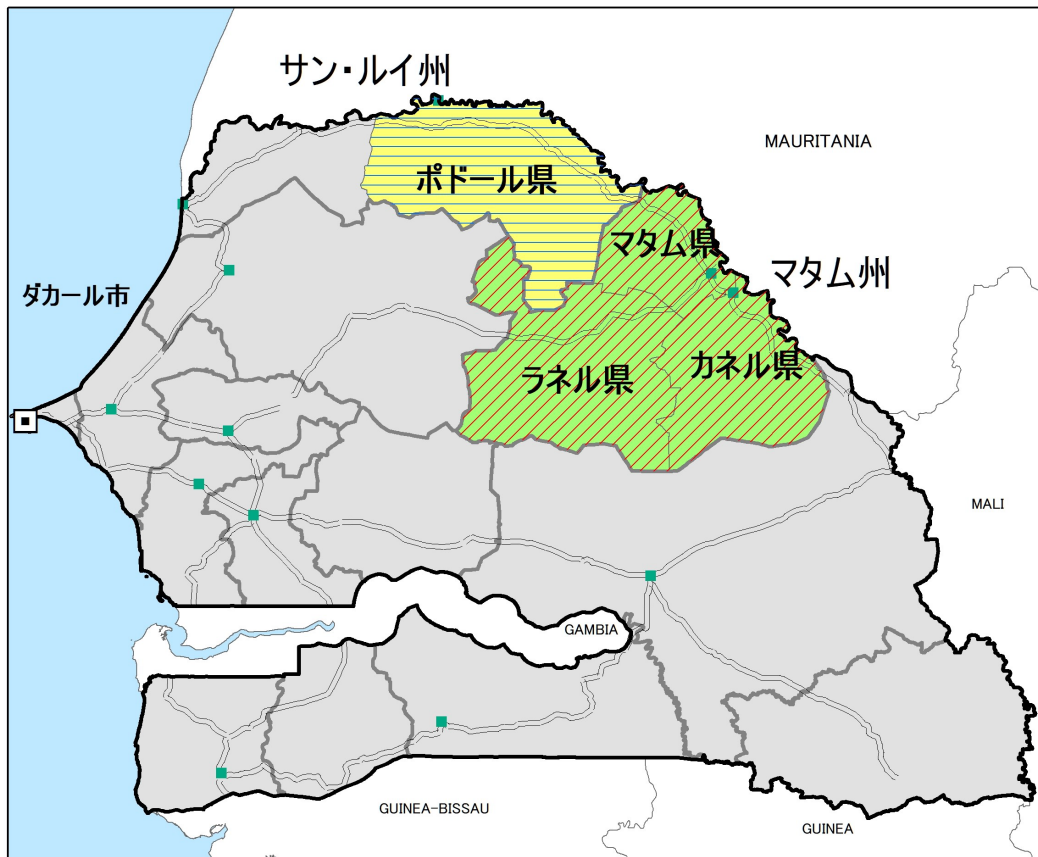 サン・ルイ州
MAURITANIA
ポドール県
マタム県
マタム州
ダカール市
ラネル県
カネル県
MALI
GAMBIA
GUINEA-BISSAU
GUINEA